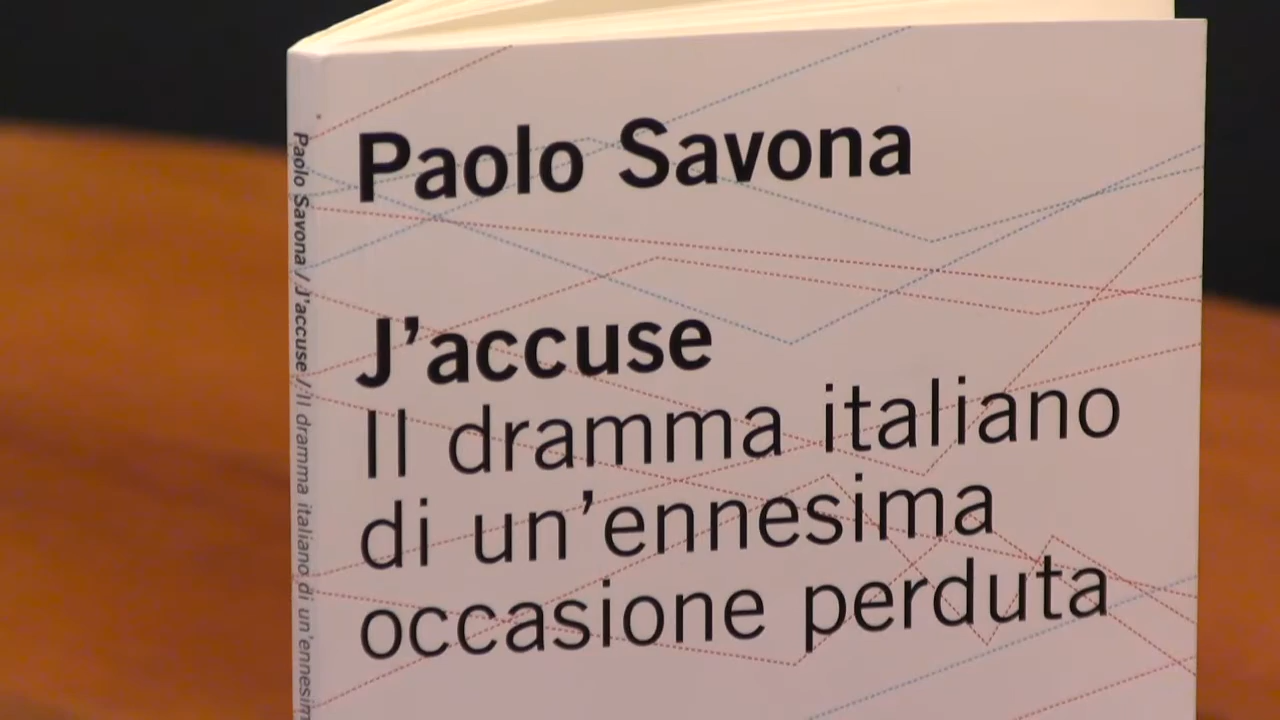 Paolo Savona
J'accuse
Il dramma italiano
di un'ennesima
occasione perduta
Paolo Savona / J'accuse / Il dramma italiano di un'ennesim